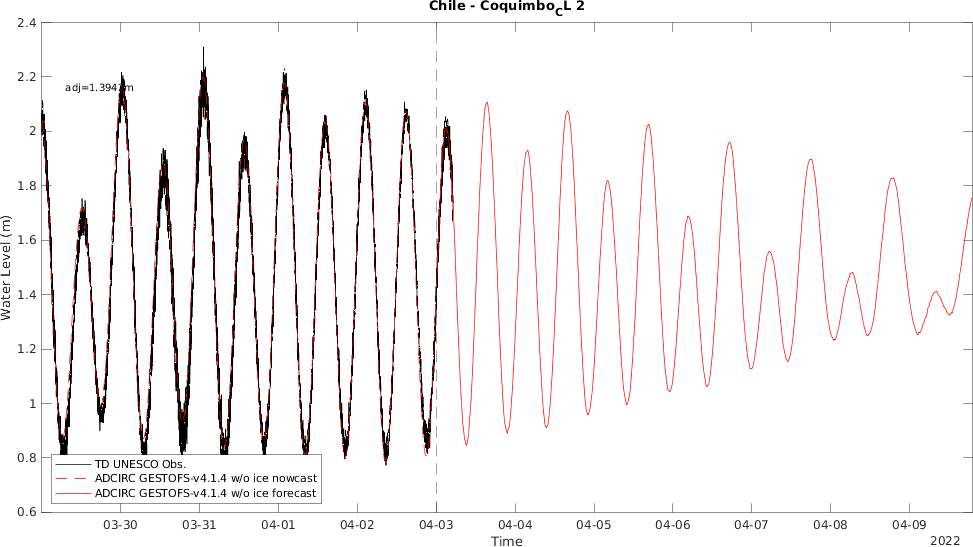 Chile - Coquimbo_CL 2
2.4
2.2
2
1.8
1.6
1.4
1.2
1
0.8
0.6
Water Level (m)
adj=1.3947m
TD UNESCO Obs.
ADCIRC GESTOFS-v4.1.4 w/o ice nowcast
ADCIRC GESTOFS-v4.1.4 w/o ice forecast
03-30 03-31 04-01 04-02 04-03 04-04 04-05 04-06 04-07 04-08 04-09
Time
2022